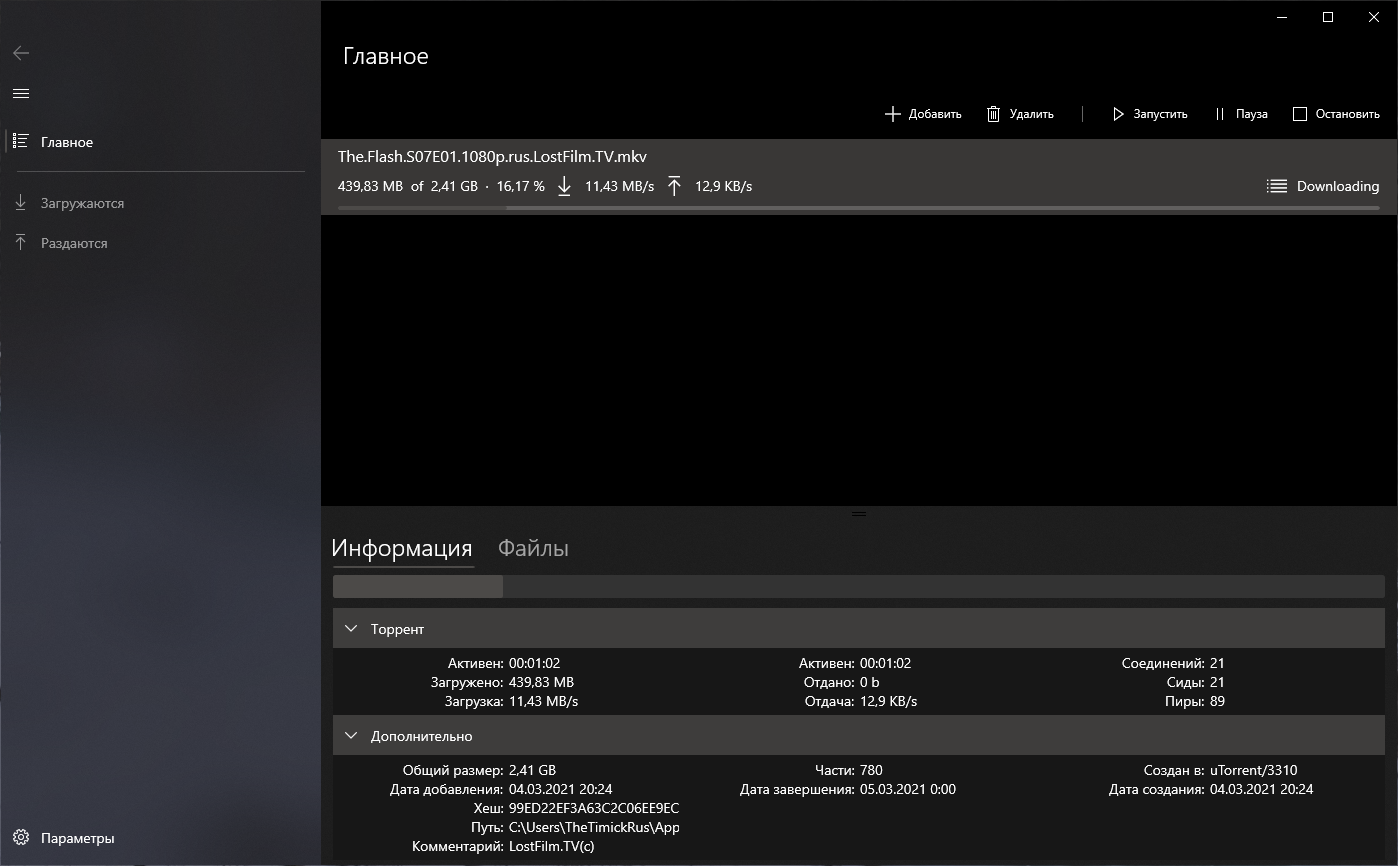 Главное
Добавить Удалить Запустить Пауза Остановить
Главное
Загружаются
Раздаются
The.Flash.S07E01.1080p.rus.LostFilm.TV.mkv
439,83 MB of 2,41 GB · 16,17 % 11,43 MB/s 12,9 KB/s Downloading
Информация Файлы
Торрент
Активен: 00:01:02 Активен: 00:01:02 Соединений: 21
Загружено: 439,83 MB Отдано: 0 b Сиды: 21
Загрузка: 11,43 MB/s Отдача: 12,9 KB/s Пиры: 89
Дополнительно
Общий размер: 2,41 GB Части: 780 Создан в: uTorrent/3310
Дата добавления: 04.03.2021 20:24 Дата завершения: 05.03.2021 0:00 Дата создания: 04.03.2021 20:24
Хеш: 99ED22EF3A63C2C06EE9EC
Путь: C:\Users\TheTimickRus\App
Комментарий: LostFilm.TV(c)
Параметры